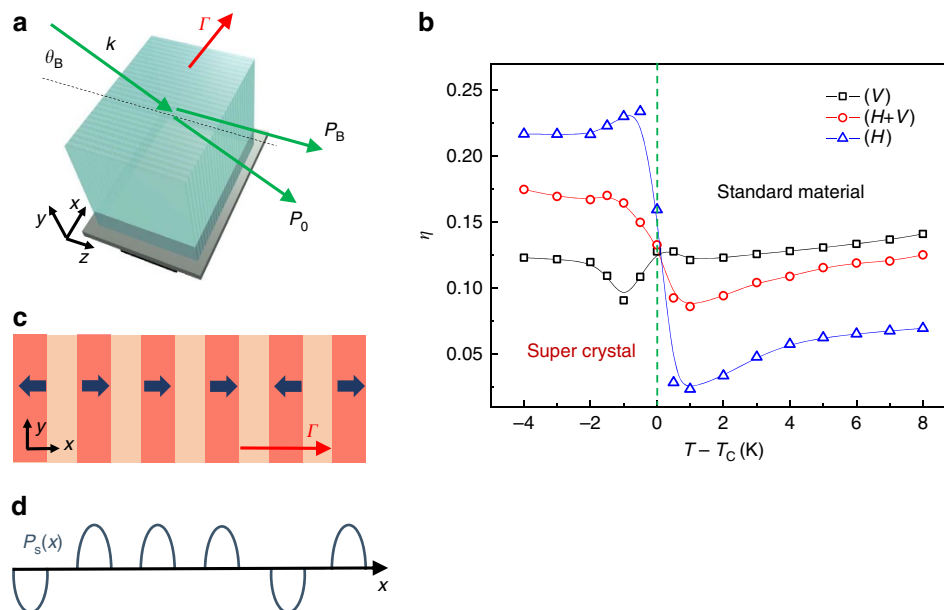 a
Γ
k
θB
PB
P0
y
x
z
b
(V)
(H+V)
(H)
Standard material
Super crystal
η
0.25
0.20
0.15
0.10
0.05
−4
−2
0
2
4
6
8
T − TC (K)
c
y
x
Γ
d
Ps(x)
x